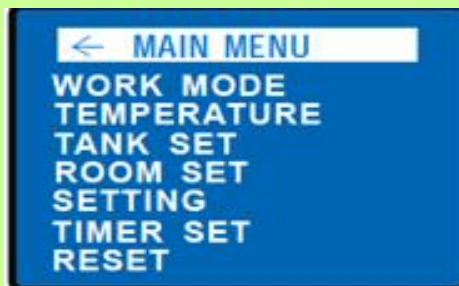 ← MAIN MENU
WORK MODE
TEMPERATURE
TANK SET
ROOM SET
SETTING
TIMER SET
RESET